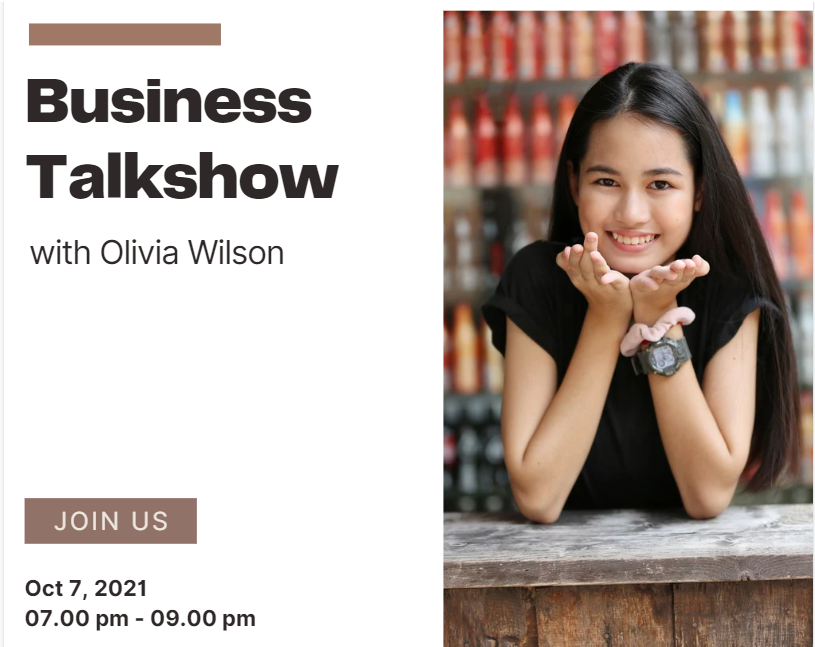 Business
Talkshow
with Olivia Wilson
JOIN US
Oct 7, 2021
07.00 pm - 09.00 pm